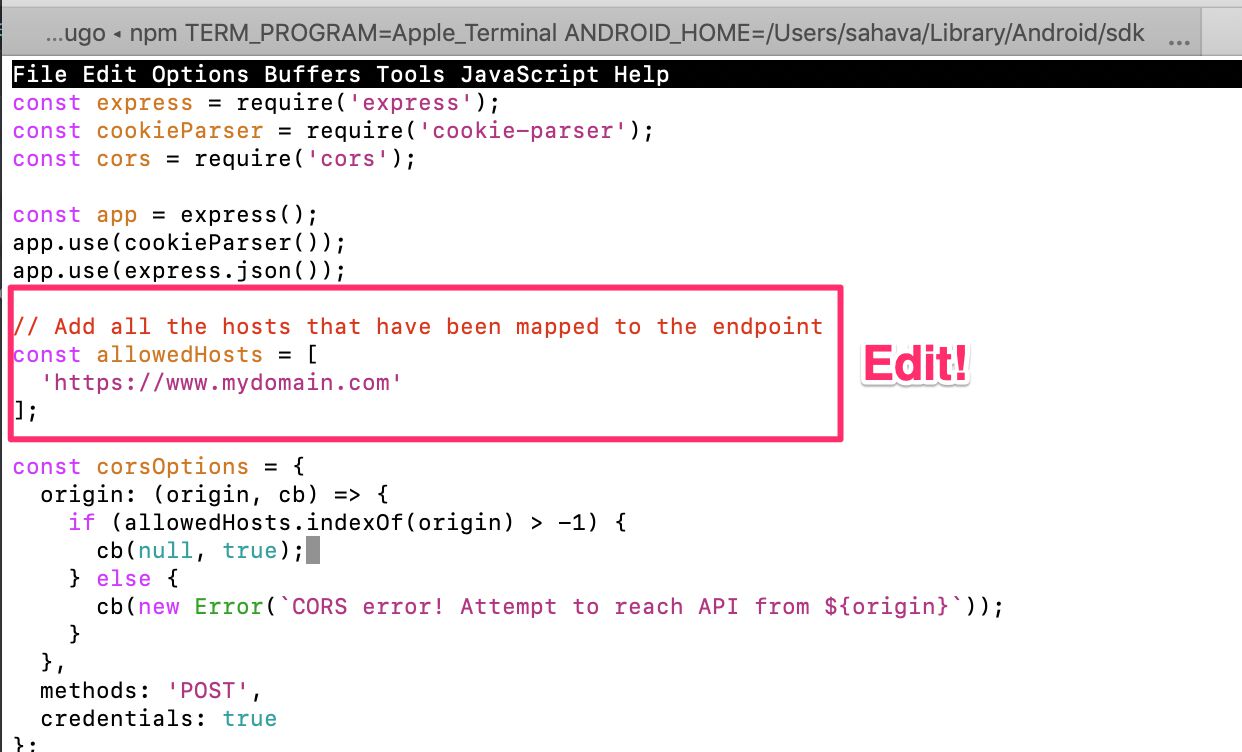 ...ugo ◂ npm TERM_PROGRAM=Apple_Terminal ANDROID_HOME=/Users/sahava/Library/Android/sdk ...
File Edit Options Buffers Tools JavaScript Help
const express = require('express');
const cookieParser = require('cookie-parser');
const cors = require('cors');

const app = express();
app.use(cookieParser());
app.use(express.json());

// Add all the hosts that have been mapped to the endpoint
const allowedHosts = [
  'https://www.mydomain.com'
];
Edit!

const corsOptions = {
  origin: (origin, cb) => {
    if (allowedHosts.indexOf(origin) > -1) {
      cb(null, true);
    } else {
      cb(new Error(`CORS error! Attempt to reach API from ${origin}`));
    }
  },
  methods: 'POST',
  credentials: true
};